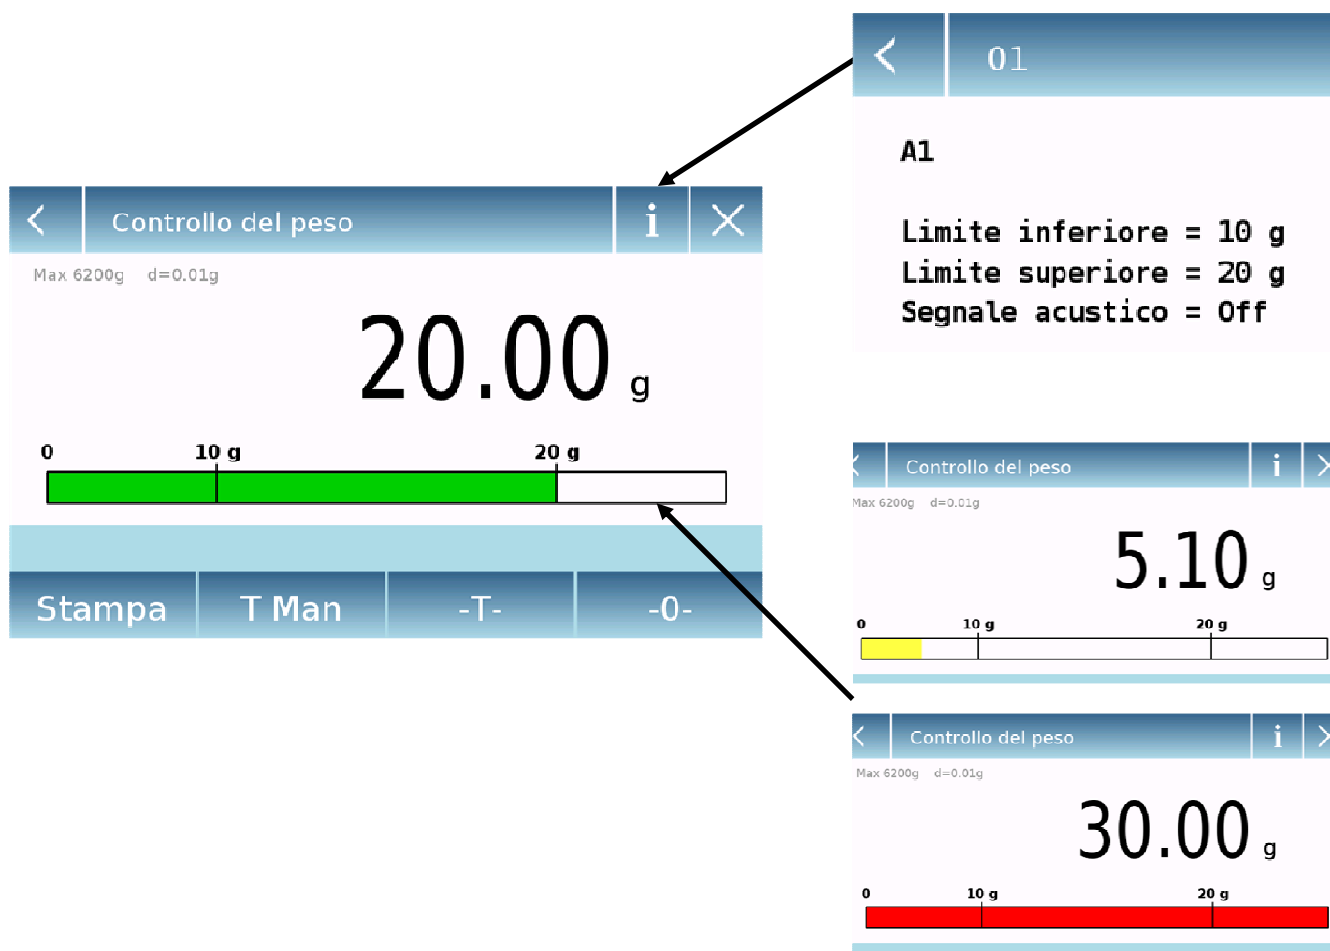 Controllo del peso i
Max 6200g d=0.01g
20.00 g
0 10 g 20 g
Stampa T Man -T- -0-
01
A1
Limite inferiore = 10 g
Limite superiore = 20 g
Segnale acustico = Off
Controllo del peso i
Max 6200g d=0.01g
5.10 g
0 10 g 20 g
Controllo del peso i
Max 6200g d=0.01g
30.00 g
0 10 g 20 g